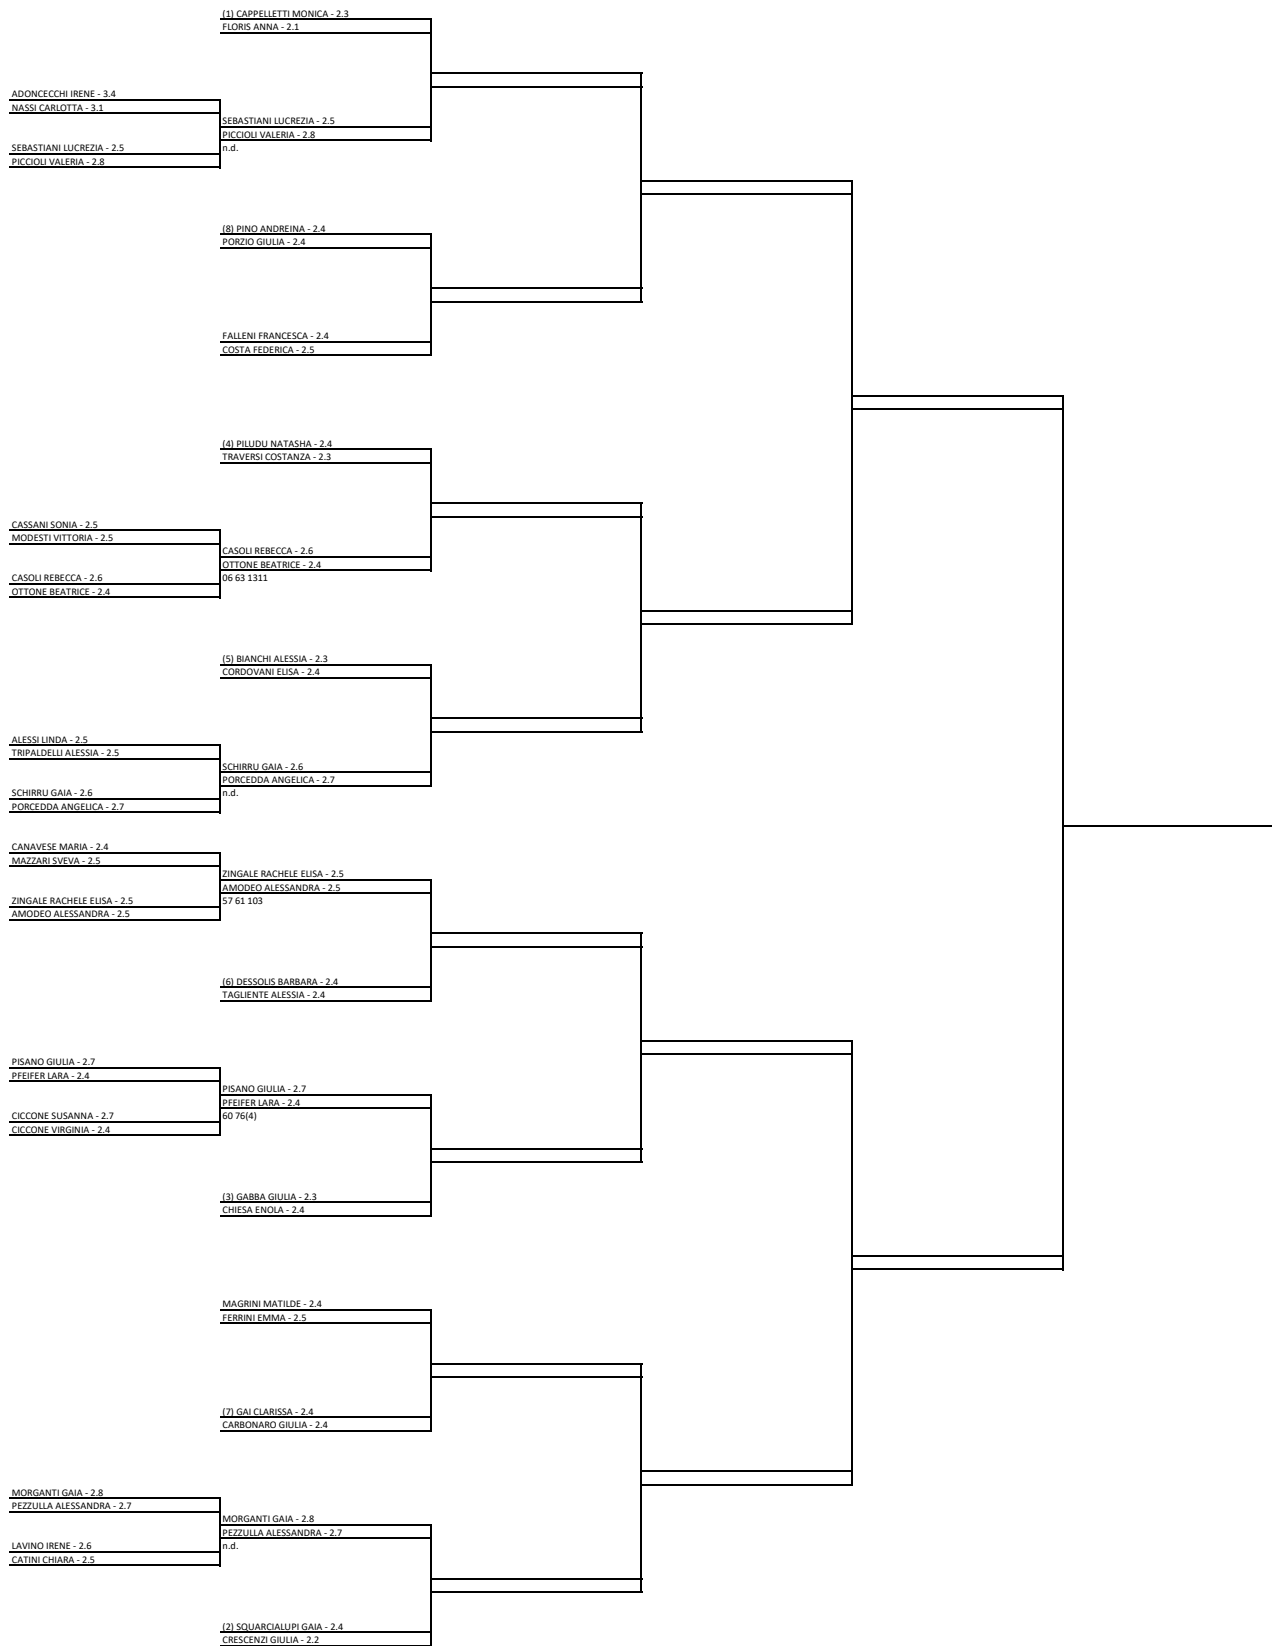 (1) CAPPELLETTI MONICA - 2.3
FLORIS ANNA - 2.1
ADONCECCHI IRENE - 3.4
NASSI CARLOTTA - 3.1
SEBASTIANI LUCREZIA - 2.5
PICCIOLI VALERIA - 2.8
n.d.
SEBASTIANI LUCREZIA - 2.5
PICCIOLI VALERIA - 2.8
(8) PINO ANDREINA - 2.4
PORZIO GIULIA - 2.4
FALLENI FRANCESCA - 2.4
COSTA FEDERICA - 2.5
(4) PILUDU NATASHA - 2.4
TRAVERSI COSTANZA - 2.3
CASSANI SONIA - 2.5
MODESTI VITTORIA - 2.5
CASOLI REBECCA - 2.6
OTTONE BEATRICE - 2.4
06 63 1311
CASOLI REBECCA - 2.6
OTTONE BEATRICE - 2.4
(5) BIANCHI ALESSIA - 2.3
CORDOVANI ELISA - 2.4
ALESSI LINDA - 2.5
TRIPALDELLI ALESSIA - 2.5
SCHIRRU GAIA - 2.6
PORCEDDA ANGELICA - 2.7
n.d.
SCHIRRU GAIA - 2.6
PORCEDDA ANGELICA - 2.7
CANAVESE MARIA - 2.4
MAZZARI SVEVA - 2.5
ZINGALE RACHELE ELISA - 2.5
AMODEO ALESSANDRA - 2.5
57 61 103
ZINGALE RACHELE ELISA - 2.5
AMODEO ALESSANDRA - 2.5
(6) DESSOLIS BARBARA - 2.4
TAGLIENTE ALESSIA - 2.4
PISANO GIULIA - 2.7
PFEIFER LARA - 2.4
PISANO GIULIA - 2.7
PFEIFER LARA - 2.4
60 76(4)
CICCONE SUSANNA - 2.7
CICCONE VIRGINIA - 2.4
(3) GABBA GIULIA - 2.3
CHIESA ENOLA - 2.4
MAGRINI MATILDE - 2.4
FERRINI EMMA - 2.5
(7) GAI CLARISSA - 2.4
CARBONARO GIULIA - 2.4
MORGANTI GAIA - 2.8
PEZZULLA ALESSANDRA - 2.7
MORGANTI GAIA - 2.8
PEZZULLA ALESSANDRA - 2.7
n.d.
LAVINO IRENE - 2.6
CATINI CHIARA - 2.5
(2) SQUARCIALUPI GAIA - 2.4
CRESCENZI GIULIA - 2.2